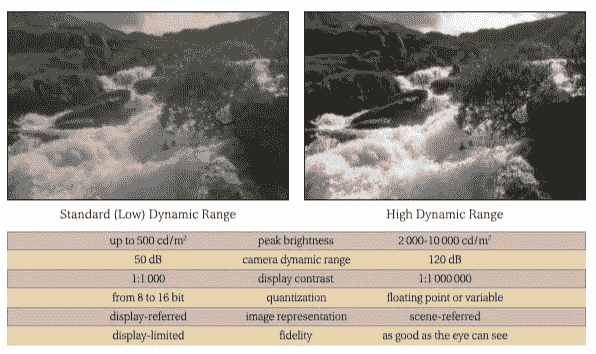 Standard (Low) Dynamic Range High Dynamic Range
up to 500 cd/m² peak brightness 2 000-10 000 cd/m²
50 dB camera dynamic range 120 dB
1:1 000 display contrast 1:1 000 000
from 8 to 16 bit quantization floating point or variable
display-referred image representation scene-referred
display-limited fidelity as good as the eye can see